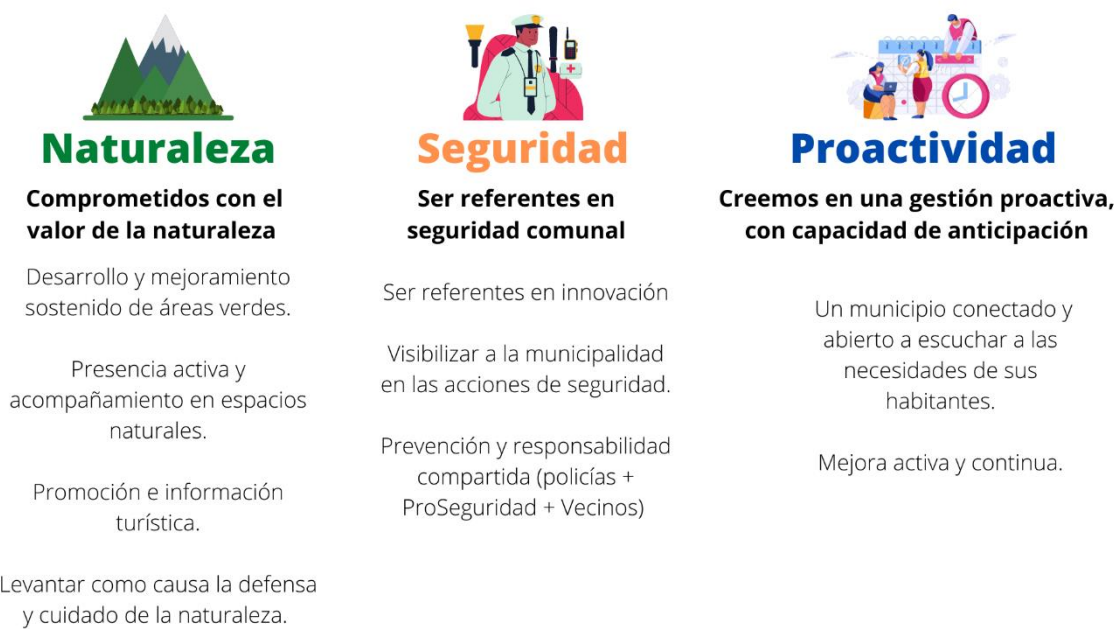 Naturaleza
Comprometidos con el
valor de la naturaleza
Desarrollo y mejoramiento
sostenido de áreas verdes.
Presencia activa y
acompañamiento en espacios
naturales.
Promoción e información
turística.
Levantar como causa la defensa
y cuidado de la naturaleza.
Seguridad
Ser referentes en
seguridad comunal
Ser referentes en innovación
Visibilizar a la municipalidad
en las acciones de seguridad.
Prevención y responsabilidad
compartida (policías +
ProSeguridad + Vecinos)
Proactividad
Creemos en una gestión proactiva,
con capacidad de anticipación
Un municipio conectado y
abierto a escuchar a las
necesidades de sus
habitantes.
Mejora activa y continua.